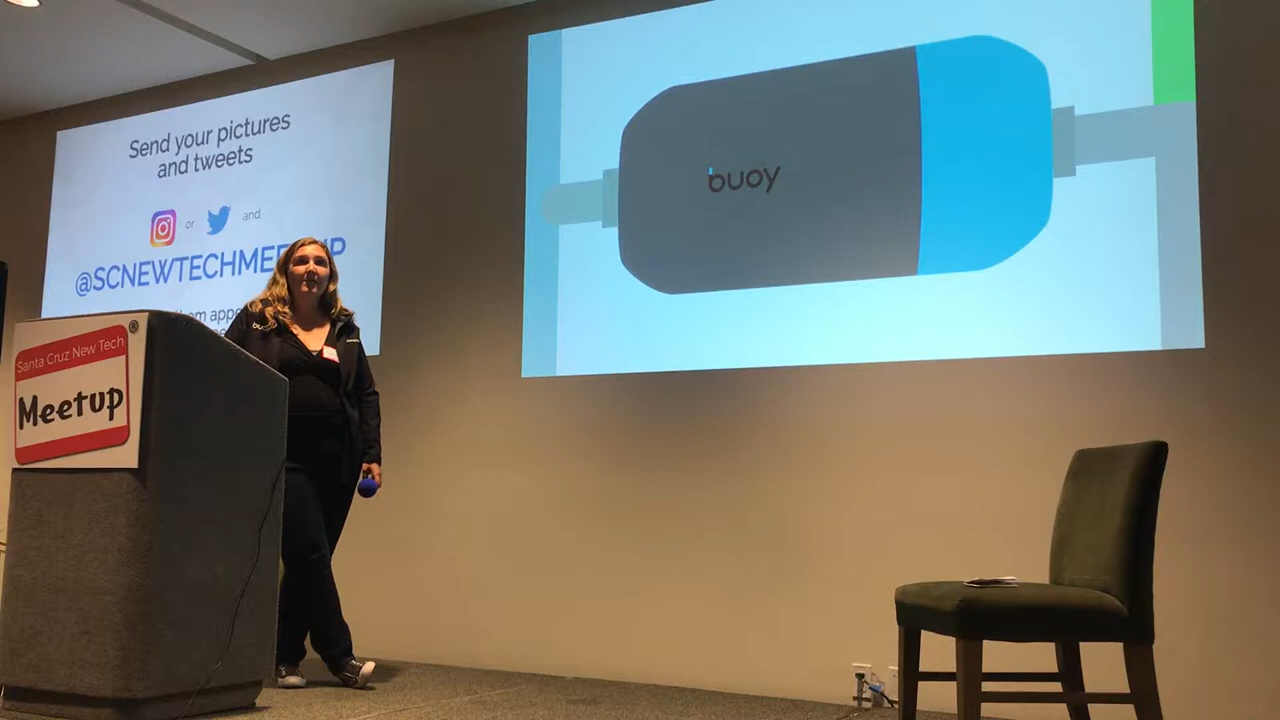 Send your pictures
and tweets
or
and
@SCNEWTECHMEETUP
buoy
Santa Cruz New Tech
Meetup